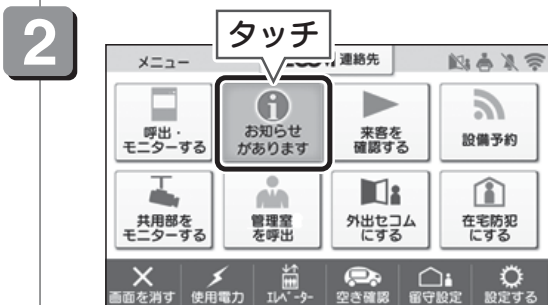 2
タッチ
メニュー
連絡先
呼出・
モニターする
お知らせ
があります
来客を
確認する
設備予約
共用部を
モニターする
管理室
を呼出
外出セコム
にする
在宅防犯
にする
画面を消す
使用電力
ｴﾚﾍﾞｰﾀｰ
空き確認
留守設定
設定する